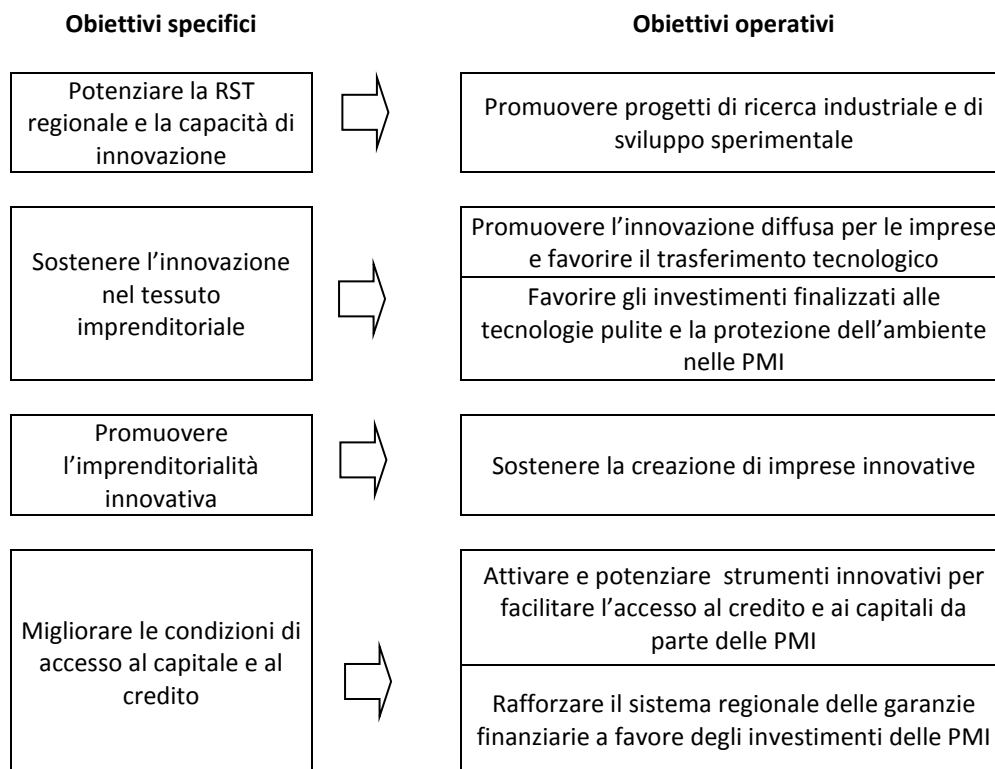 Obiettivi specifici
Obiettivi operativi
Potenziare la RST
regionale e la capacità di
innovazione
Promuovere progetti di ricerca industriale e di
sviluppo sperimentale
Sostenere l’innovazione
nel tessuto
imprenditoriale
Promuovere l’innovazione diffusa per le imprese
e favorire il trasferimento tecnologico
Favorire gli investimenti finalizzati alle
tecnologie pulite e la protezione dell’ambiente
nelle PMI
Promuovere
l’imprenditorialità
innovativa
Sostenere la creazione di imprese innovative
Migliorare le condizioni di
accesso al capitale e al
credito
Attivare e potenziare  strumenti innovativi per
facilitare l’accesso al credito e ai capitali da
parte delle PMI
Rafforzare il sistema regionale delle garanzie
finanziarie a favore degli investimenti delle PMI